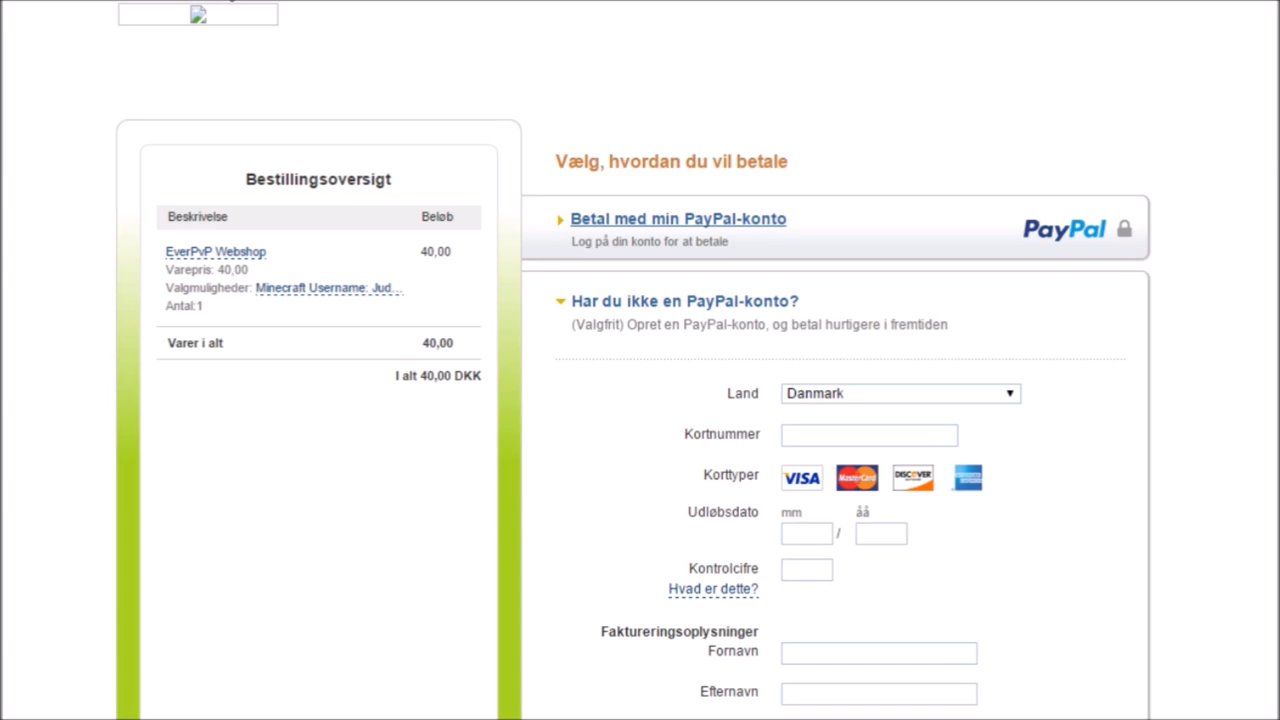 Bestillingsoversigt
Beskrivelse Beløb
EverPvP Webshop 40,00
Varepris: 40,00
Valgmuligheder: Minecraft Username: Jud...
Antal:1
Varer i alt 40,00
I alt 40,00 DKK
Vælg, hvordan du vil betale
Betal med min PayPal-konto
Log på din konto for at betale
PayPal
Har du ikke en PayPal-konto?
(Valgfrit) Opret en PayPal-konto, og betal hurtigere i fremtiden
Land Danmark
Kortnummer
Korttyper VISA MasterCard DISCOVER
Udløbsdato mm åå
/
Kontrolcifre
Hvad er dette?
Faktureringsoplysninger
Fornavn
Efternavn